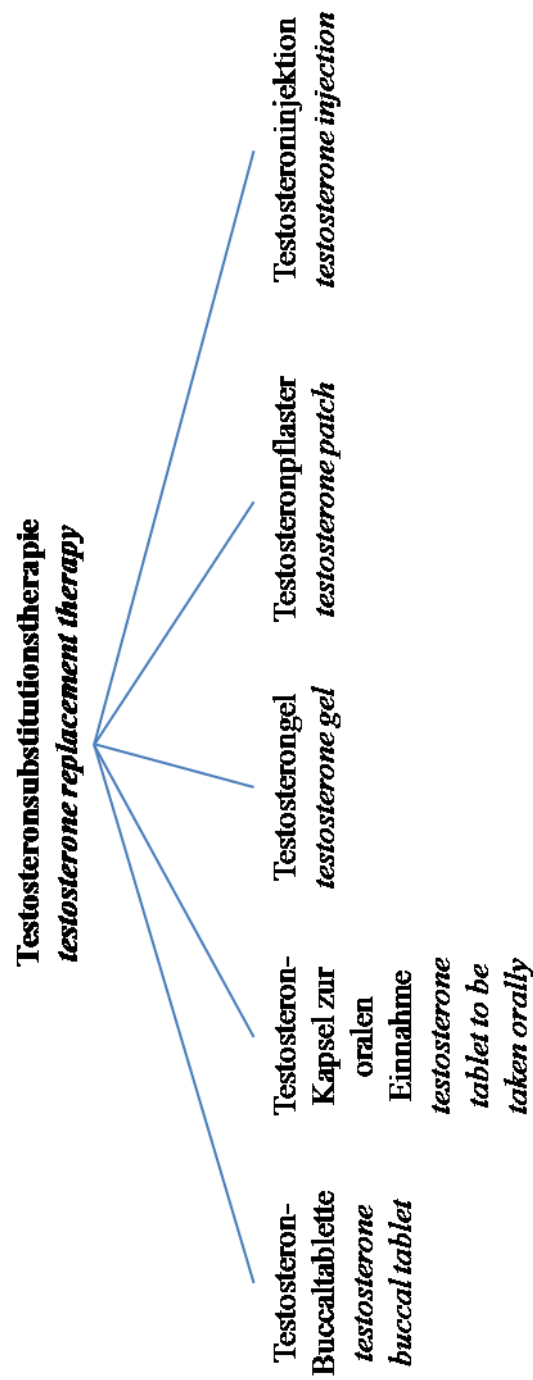 Testosteronsubstitutionstherapie
testosterone replacement therapy
Testosteron-
Buccaltablette
testosterone
buccal tablet
Testosteron-
Kapsel zur
oralen
Einnahme
testosterone
tablet to be
taken orally
Testosterongel
testosterone gel
Testosteronpflaster
testosterone patch
Testosteroninjektion
testosterone injection